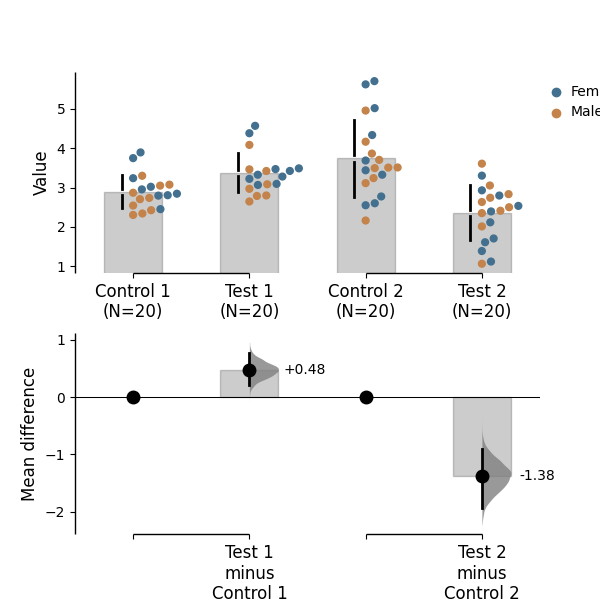 Value
5
4
3
2
1
Fem
Male
Control 1
(N=20)
Test 1
(N=20)
Control 2
(N=20)
Test 2
(N=20)
Mean difference
1
0
−1
−2
+0.48
-1.38
Test 1
minus
Control 1
Test 2
minus
Control 2